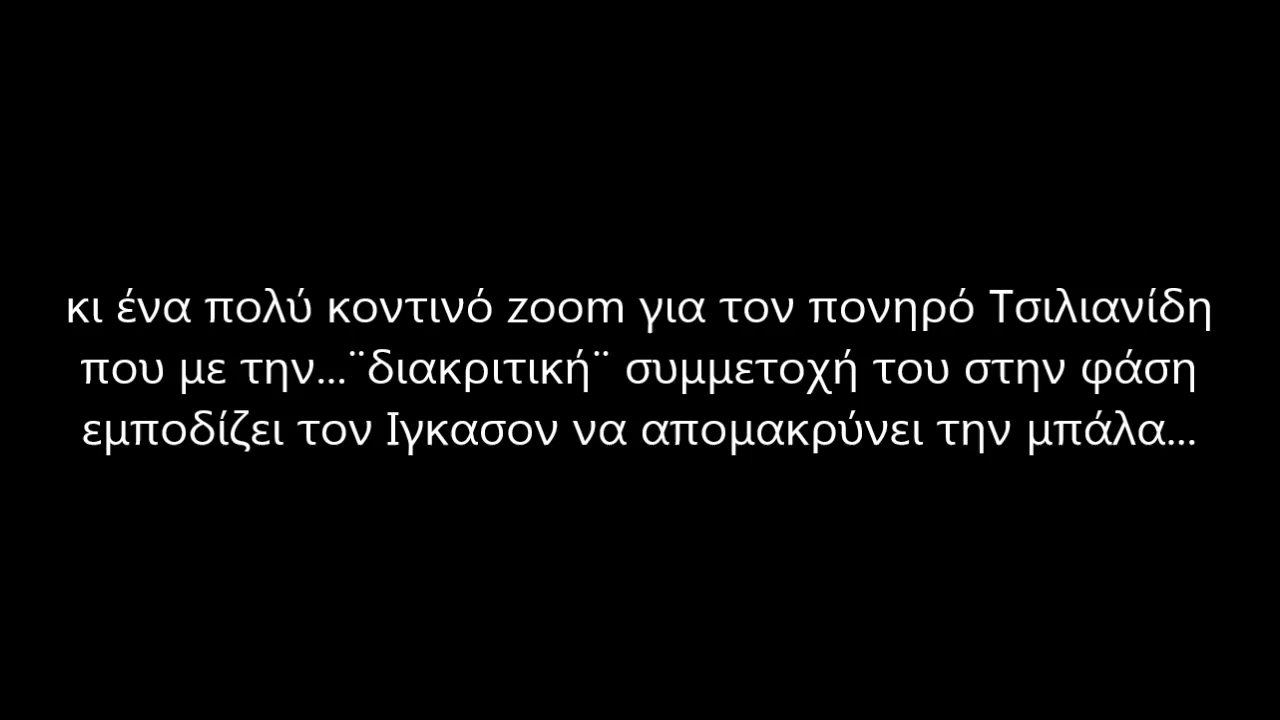 κι ένα πολύ κοντινό zoom για τον πονηρό Τσιλιανίδη
που με την...¨διακριτική¨ συμμετοχή του στην φάση
εμποδίζει τον Ιγκασον να απομακρύνει την μπάλα...